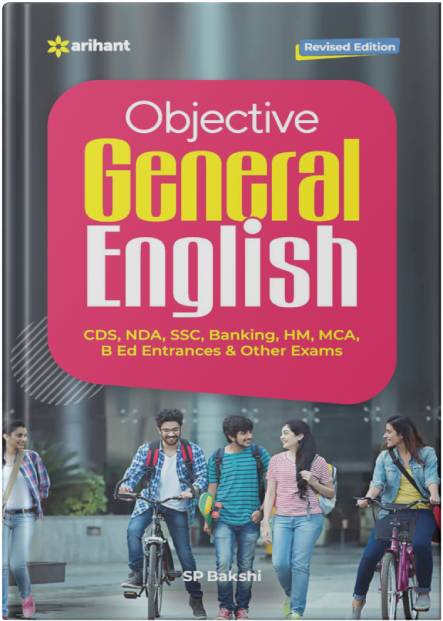 arihant
Revised Edition
Objective
General
English
CDS, NDA, SSC, Banking, HM, MCA,
B Ed Entrances & Other Exams
SP Bakshi